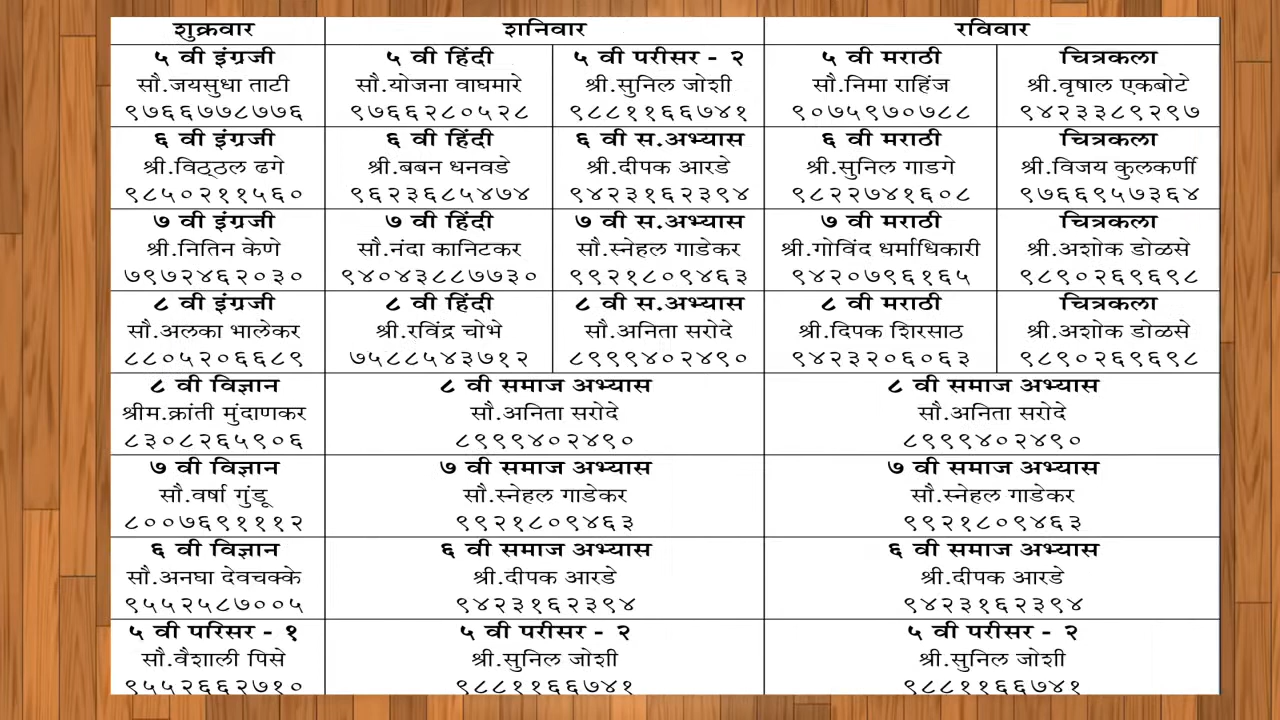 शुक्रवार शनिवार रविवार
५ वी इंग्रजी ५ वी हिंदी ५ वी परीसर - २ ५ वी मराठी चित्रकला
सौ.जयसुधा ताटी सौ.योजना वाघमारे श्री.सुनिल जोशी सौ.निमा राहिंज श्री.वृषाल एकबोटे
९७६६७७८७७६ ९७६६२८०५२८ ९८८११६६७४१ ९०७५९७०७८८ ९४२३३८९२९७
६ वी इंग्रजी ६ वी हिंदी ६ वी स.अभ्यास ६ वी मराठी चित्रकला
श्री.विठ्ठल ढगे श्री.बबन धनवडे श्री.दीपक आरडे श्री.सुनिल गाडगे श्री.विजय कुलकर्णी
९८५०२११५६० ९६२३६८५४७४ ९४२३१६२३९४ ९८२२७४१६०८ ९७६६९५७३६४
७ वी इंग्रजी ७ वी हिंदी ७ वी स.अभ्यास ७ वी मराठी चित्रकला
श्री.नितिन केणे सौ.नंदा कानिटकर सौ.स्नेहल गाडेकर श्री.गोविंद धर्माधिकारी श्री.अशोक डोळसे
७९७२४६२०३० ९४०४३८८७७३० ९९२१८०९४६३ ९४२०७९६१६५ ९८९०२६९६९८
८ वी इंग्रजी ८ वी हिंदी ८ वी स.अभ्यास ८ वी मराठी चित्रकला
सौ.अलका भालेकर श्री.रविंद्र चोभे सौ.अनिता सरोदे श्री.दिपक शिरसाठ श्री.अशोक डोळसे
८८०५२०६६८९ ७५८८५४३७१२ ८९९९४०२४९० ९४२३२०६०६३ ९८९०२६९६९८
८ वी विज्ञान ८ वी समाज अभ्यास ८ वी समाज अभ्यास
श्रीम.क्रांती मुंदाणकर सौ.अनिता सरोदे सौ.अनिता सरोदे
८३०८२६५९०६ ८९९९४०२४९० ८९९९४०२४९०
७ वी विज्ञान ७ वी समाज अभ्यास ७ वी समाज अभ्यास
सौ.वर्षा गुंडू सौ.स्नेहल गाडेकर सौ.स्नेहल गाडेकर
८००७६९१११२ ९९२१८०९४६३ ९९२१८०९४६३
६ वी विज्ञान ६ वी समाज अभ्यास ६ वी समाज अभ्यास
सौ.अनघा देवचक्के श्री.दीपक आरडे श्री.दीपक आरडे
९५५२५८७००५ ९४२३१६२३९४ ९४२३१६२३९४
५ वी परिसर - १ ५ वी परीसर - २ ५ वी परीसर - २
सौ.वैशाली पिसे श्री.सुनिल जोशी श्री.सुनिल जोशी
९५५२६६२७१० ९८८११६६७४१ ९८८११६६७४१